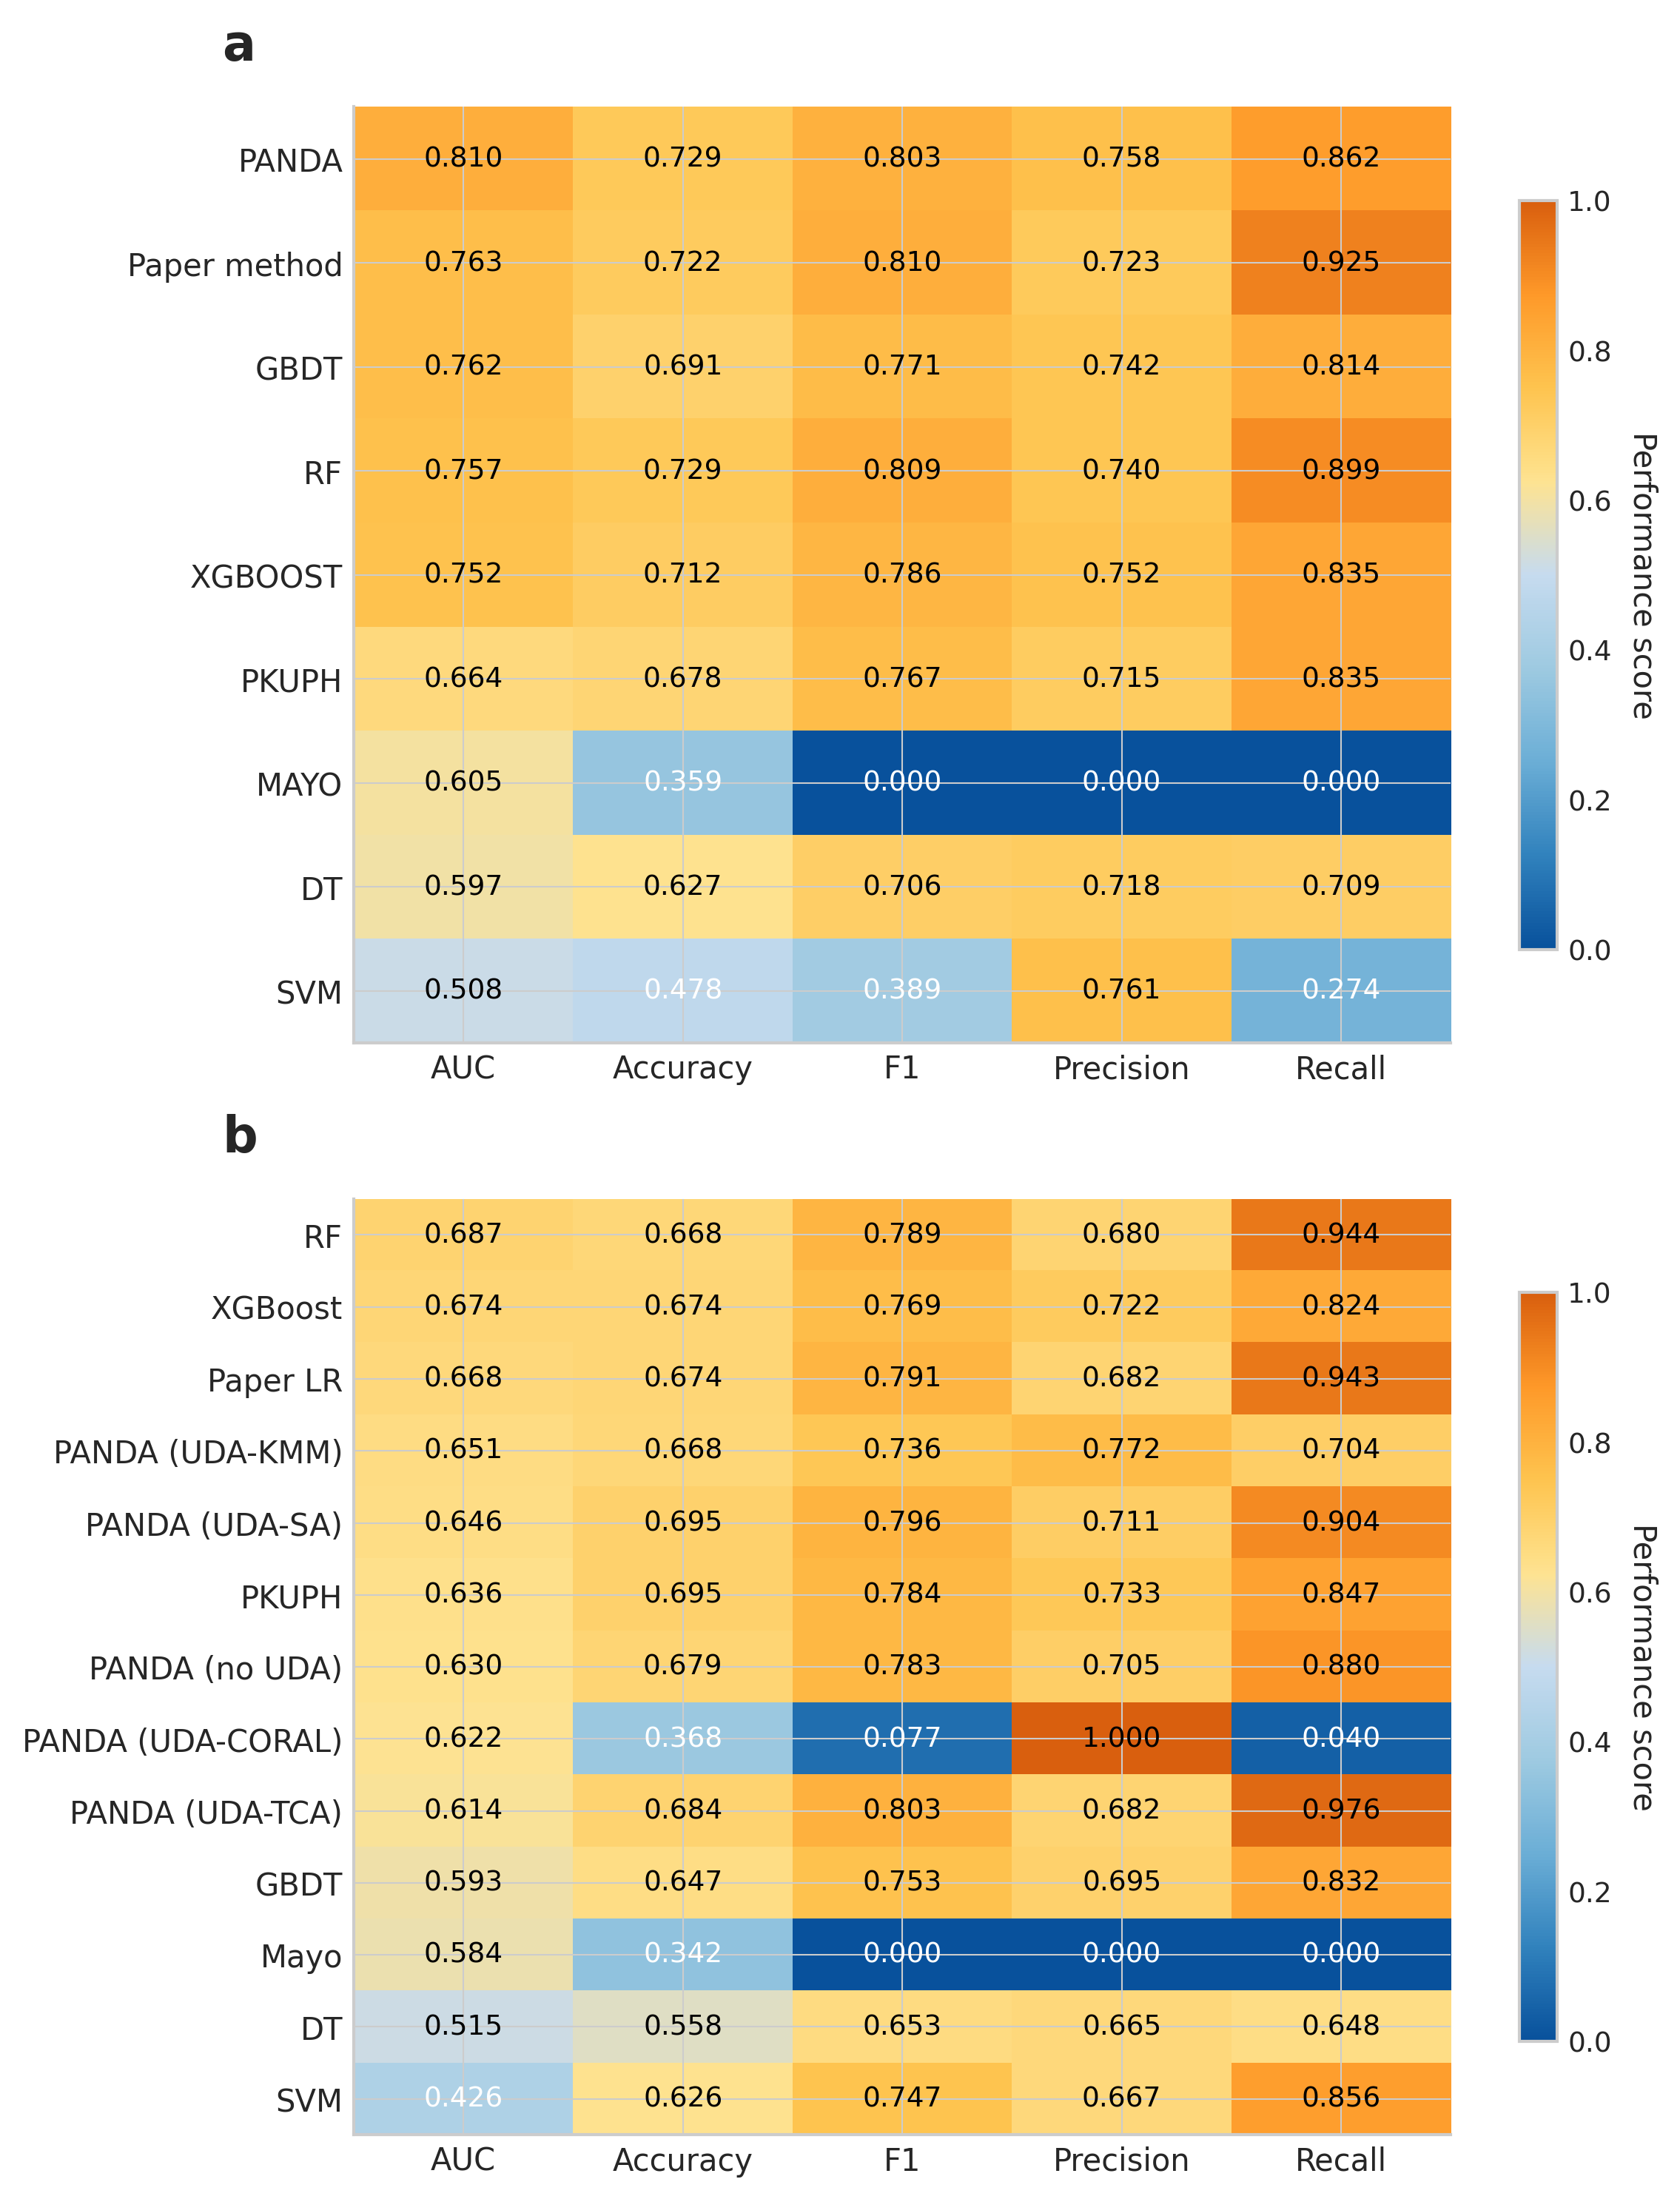 a
PANDA 0.810 0.729 0.803 0.758 0.862
Paper method 0.763 0.722 0.810 0.723 0.925
GBDT 0.762 0.691 0.771 0.742 0.814
RF 0.757 0.729 0.809 0.740 0.899
XGBOOST 0.752 0.712 0.786 0.752 0.835
PKUPH 0.664 0.678 0.767 0.715 0.835
MAYO 0.605 0.359 0.000 0.000 0.000
DT 0.597 0.627 0.706 0.718 0.709
SVM 0.508 0.478 0.389 0.761 0.274
AUC Accuracy F1 Precision Recall
1.0
0.8
0.6
0.4
0.2
0.0
Performance score
b
RF 0.687 0.668 0.789 0.680 0.944
XGBoost 0.674 0.674 0.769 0.722 0.824
Paper LR 0.668 0.674 0.791 0.682 0.943
PANDA (UDA-KMM) 0.651 0.668 0.736 0.772 0.704
PANDA (UDA-SA) 0.646 0.695 0.796 0.711 0.904
PKUPH 0.636 0.695 0.784 0.733 0.847
PANDA (no UDA) 0.630 0.679 0.783 0.705 0.880
PANDA (UDA-CORAL) 0.622 0.368 0.077 1.000 0.040
PANDA (UDA-TCA) 0.614 0.684 0.803 0.682 0.976
GBDT 0.593 0.647 0.753 0.695 0.832
Mayo 0.584 0.342 0.000 0.000 0.000
DT 0.515 0.558 0.653 0.665 0.648
SVM 0.426 0.626 0.747 0.667 0.856
AUC Accuracy F1 Precision Recall
1.0
0.8
0.6
0.4
0.2
0.0
Performance score